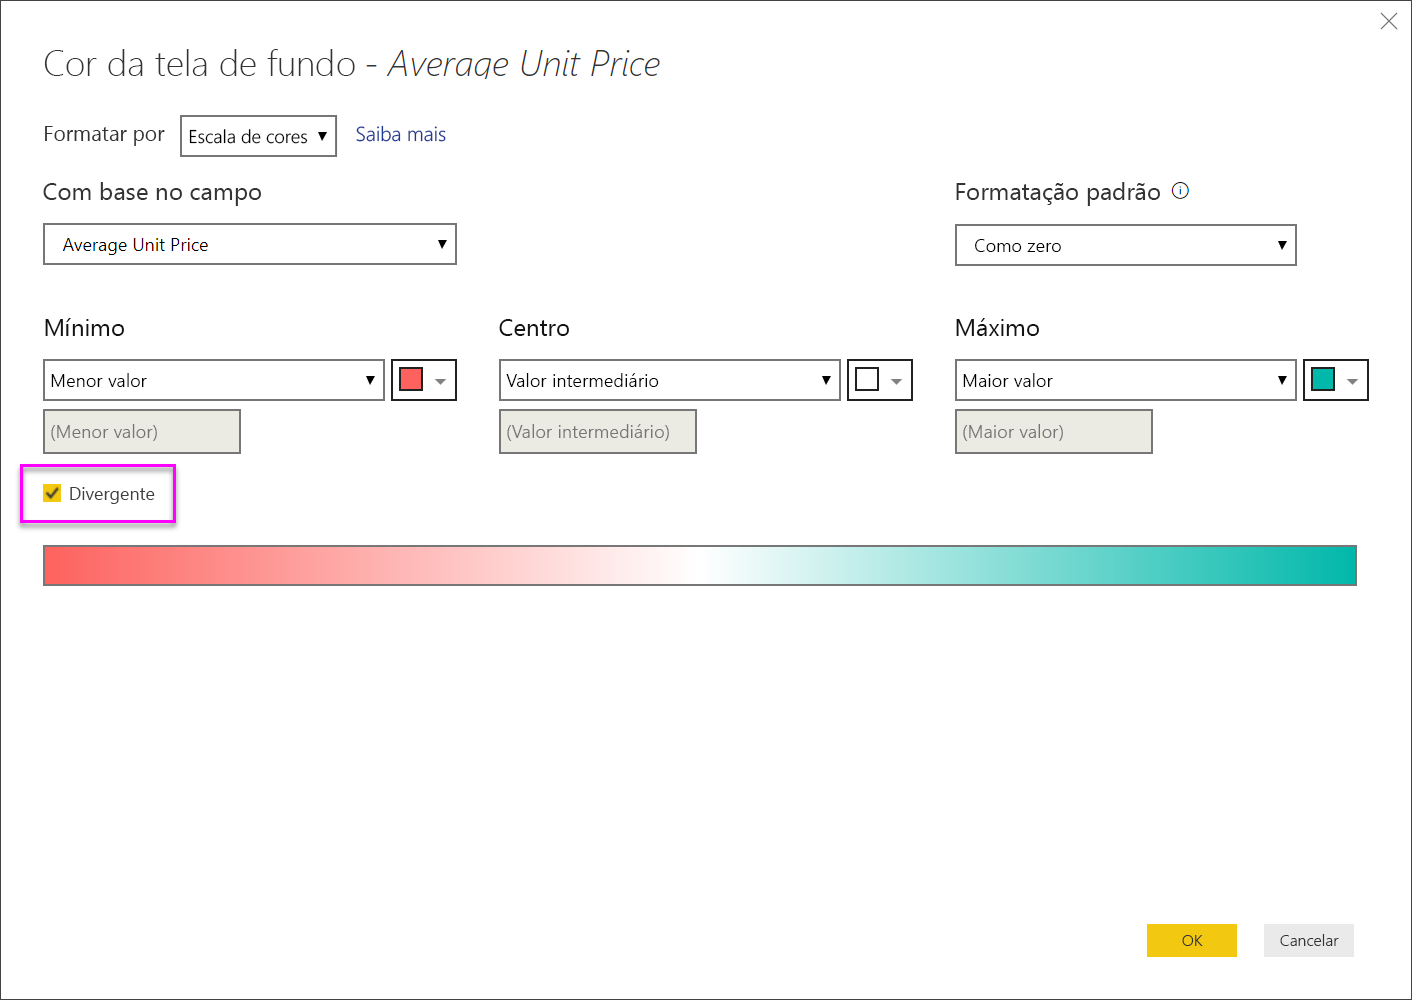 Cor da tela de fundo - Average Unit Price
Formatar por Escala de cores Saiba mais
Com base no campo Formatação padrão
Average Unit Price Como zero
Mínimo Centro Máximo
Menor valor Valor intermediário Maior valor
(Menor valor) (Valor intermediário) (Maior valor)
Divergente
OK Cancelar